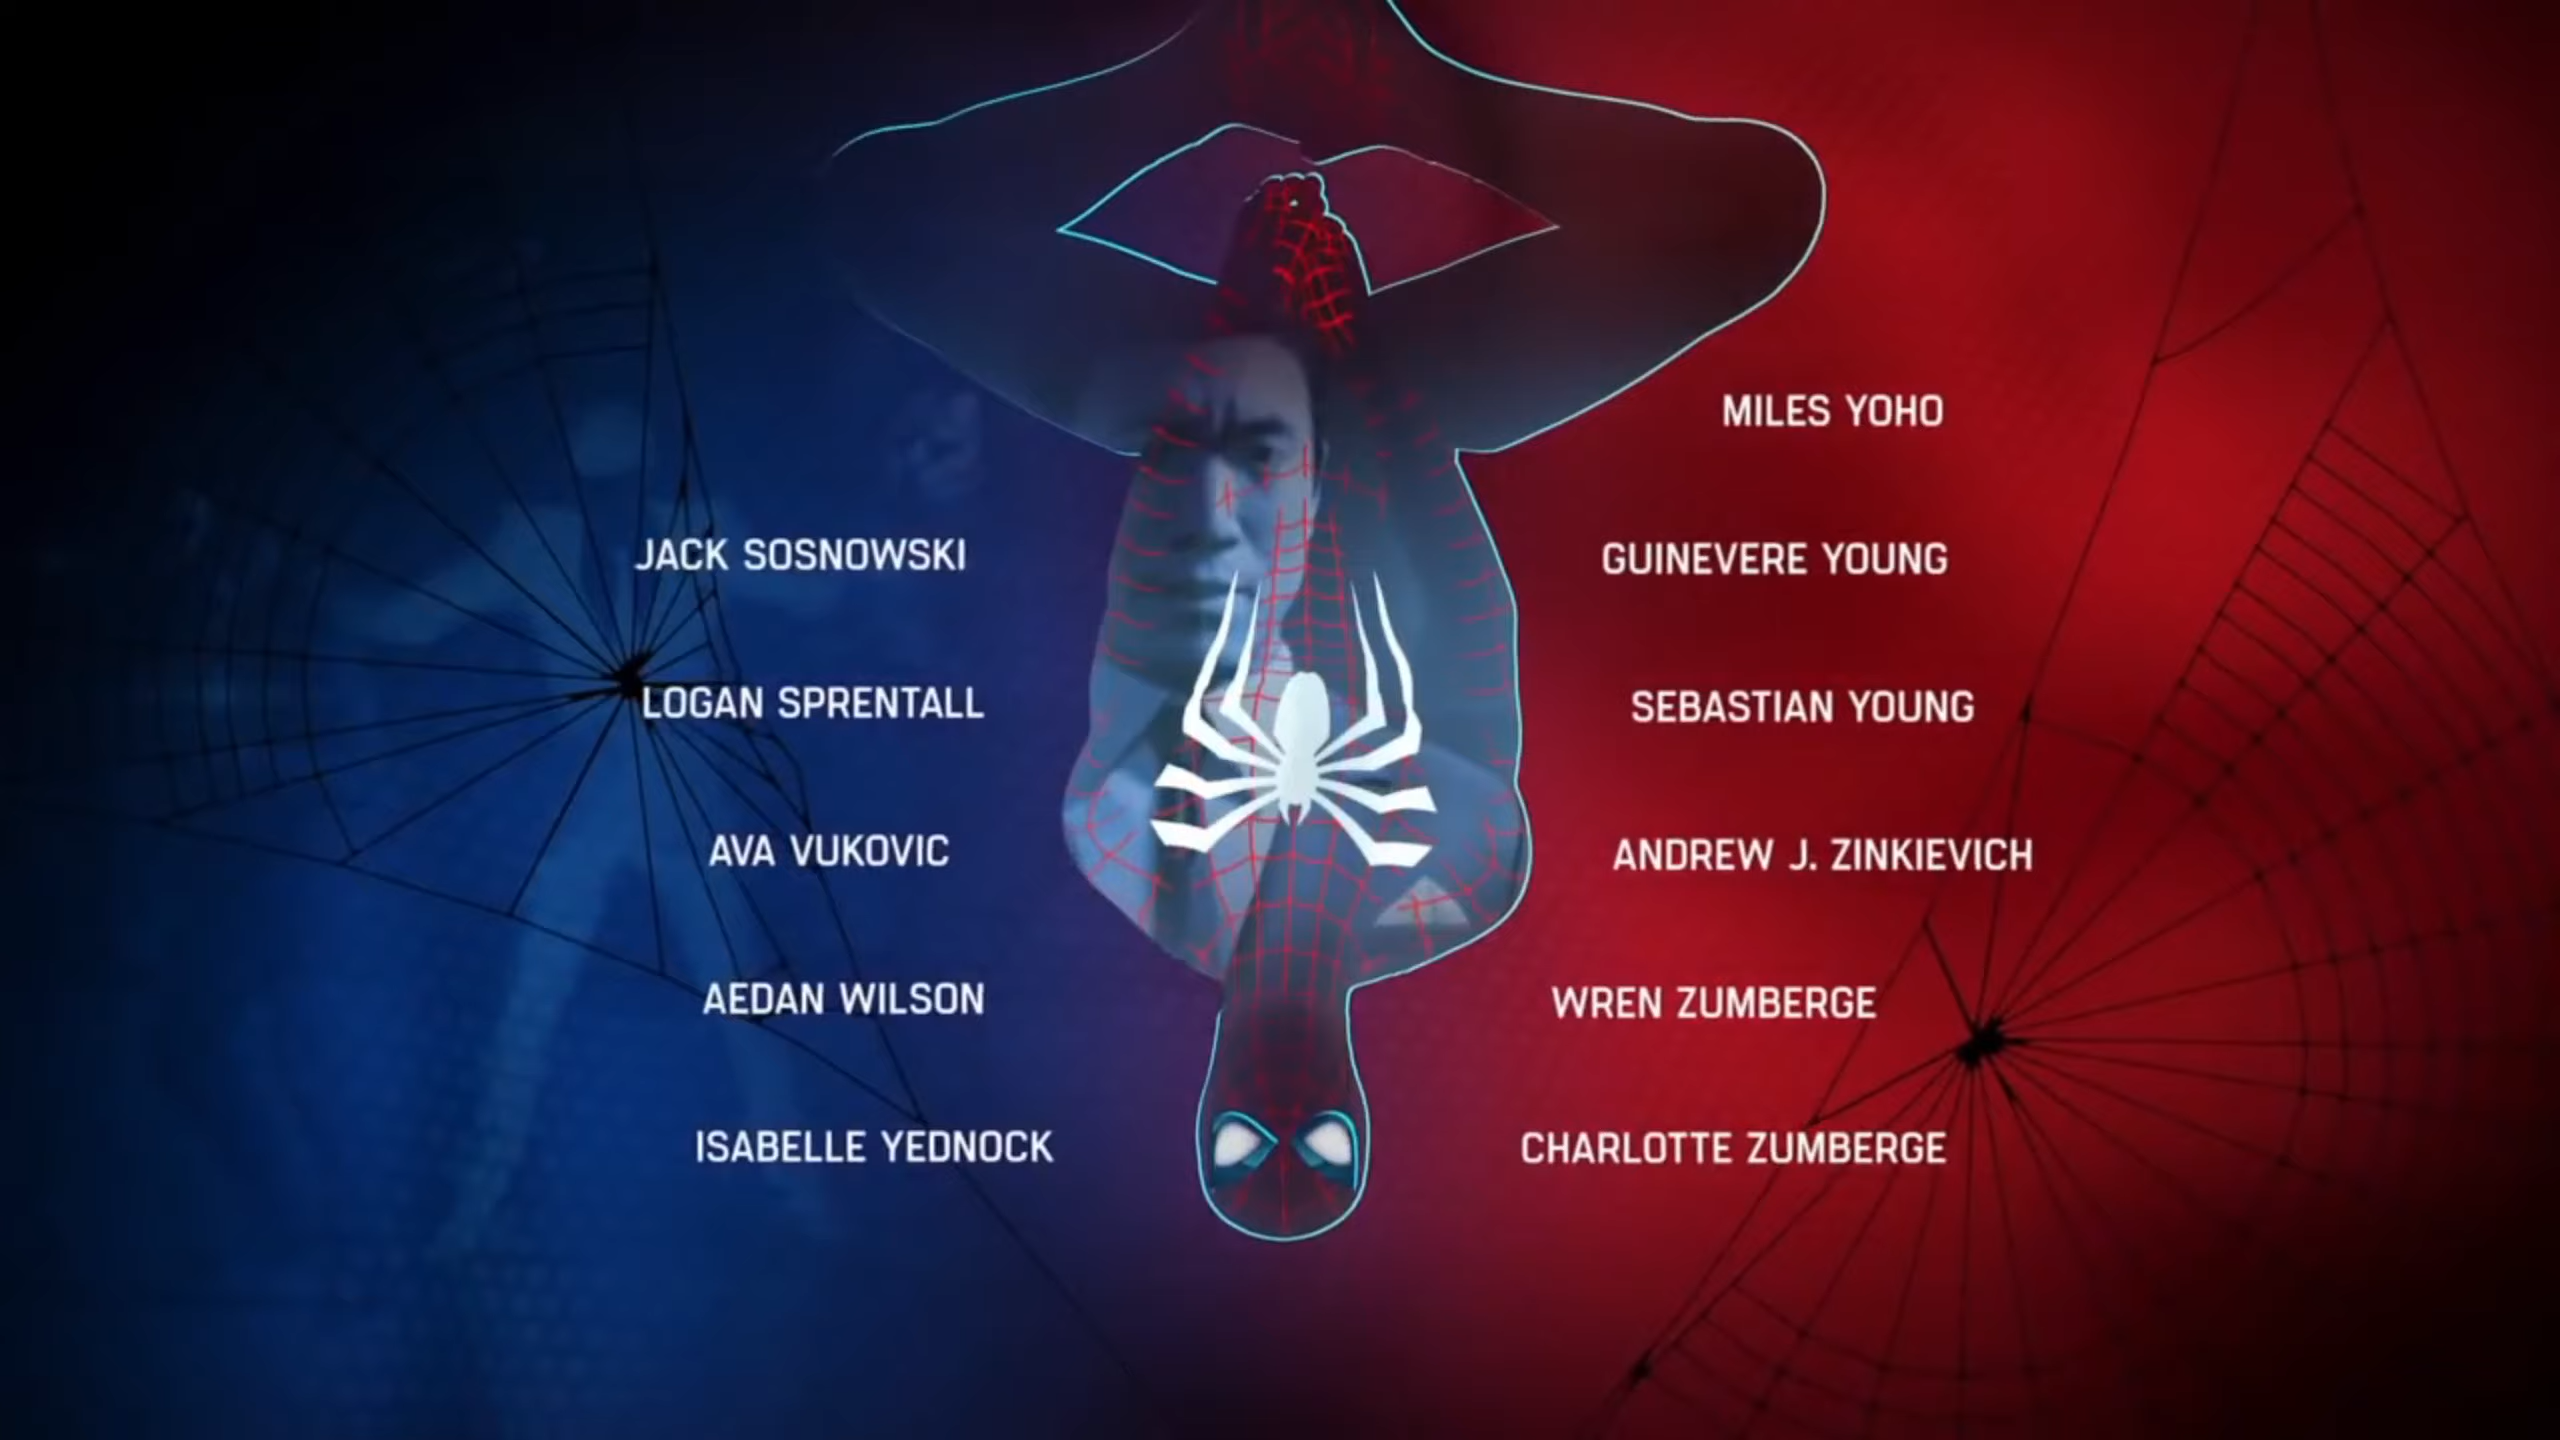 JACK SOSNOWSKI
LOGAN SPRENTALL
AVA VUKOVIC
AEDAN WILSON
ISABELLE YEDNOCK
MILES YOHO
GUINEVERE YOUNG
SEBASTIAN YOUNG
ANDREW J. ZINKIEVICH
WREN ZUMBERGE
CHARLOTTE ZUMBERGE